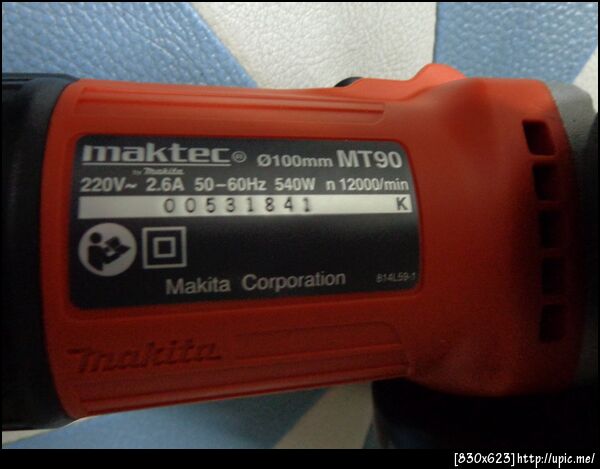 maktec® Ø100mm MT90
by Makita
220V~ 2.6A 50-60Hz 540W n 12000/min
00531841 K
Makita Corporation 814L59-1
makita
[830x623]http://upic.me/